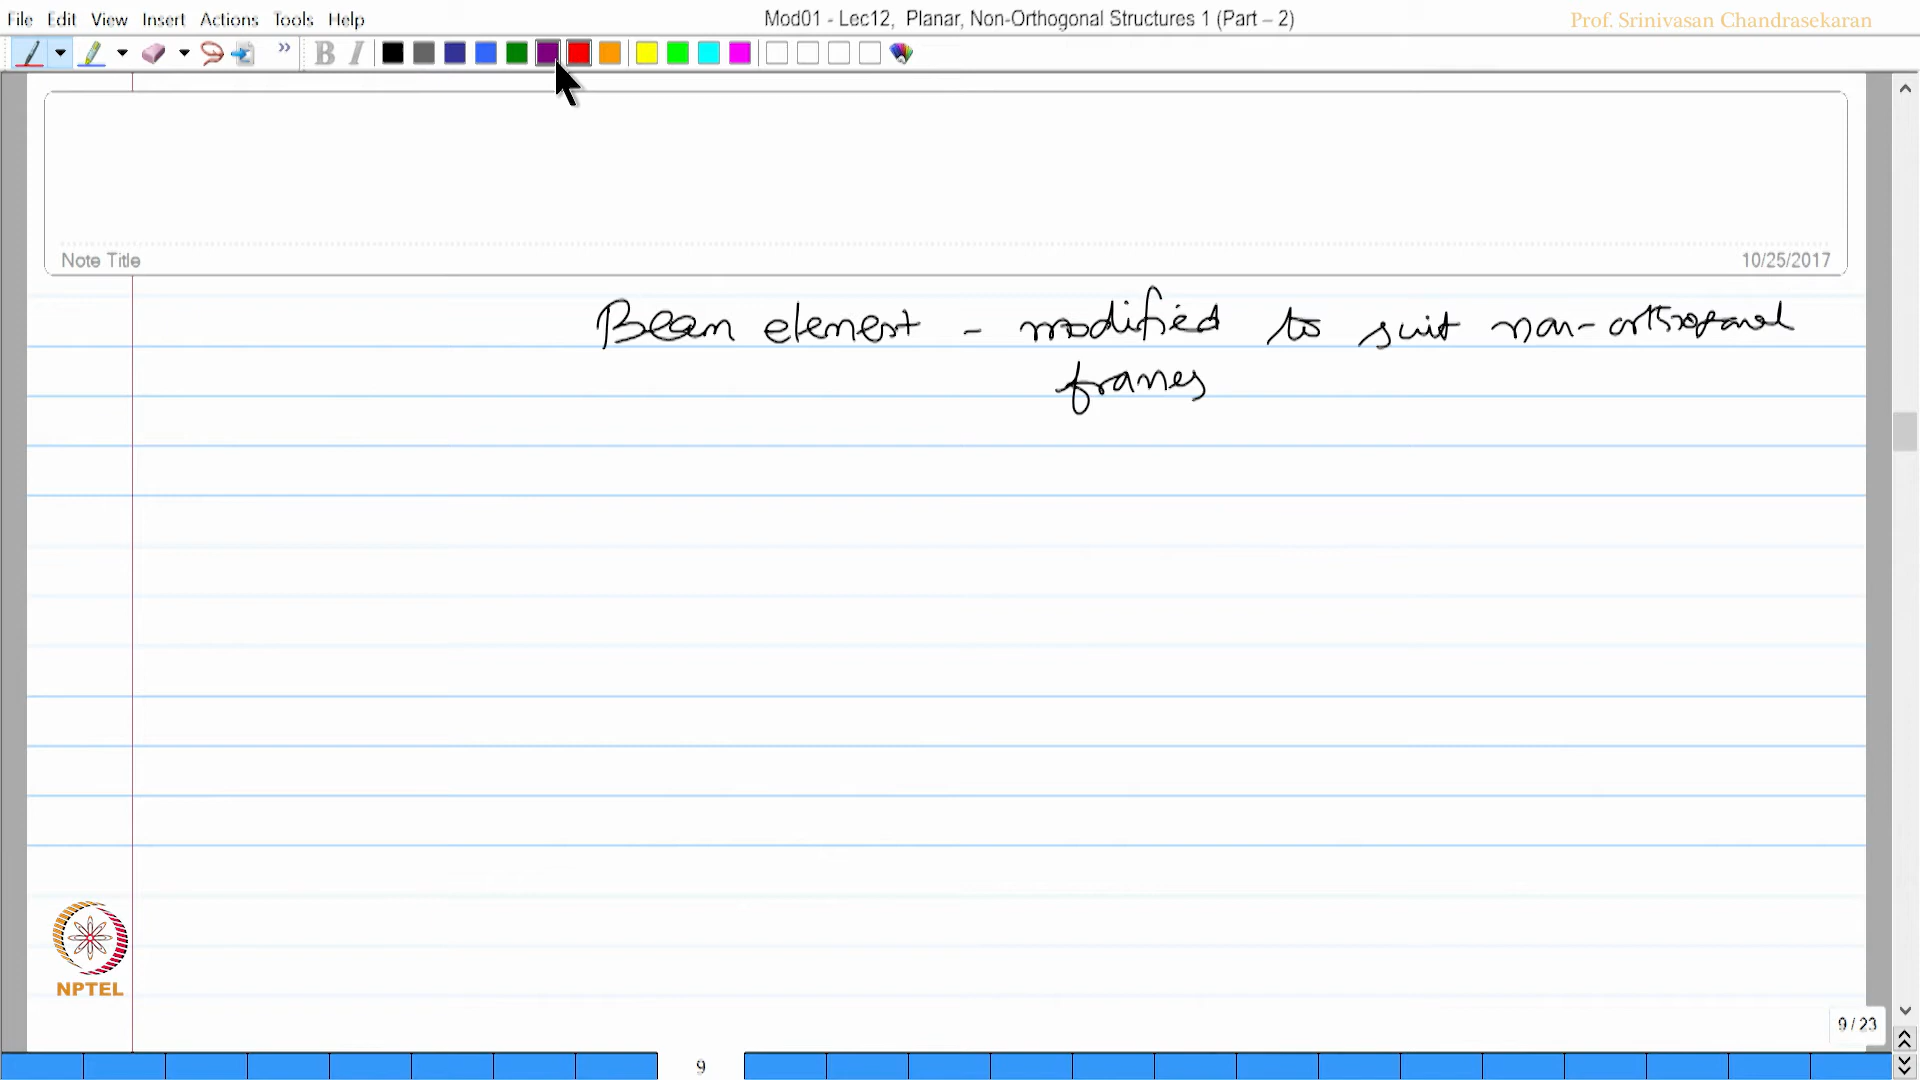 File Edit View Insert Actions Tools Help
Mod01 - Lec12, Planar, Non-Orthogonal Structures 1 (Part – 2)
Prof. Srinivasan Chandrasekaran
B I
Note Title
10/25/2017
Beam element - modified to suit non-orthogonal
frames
NPTEL
9 / 23
9